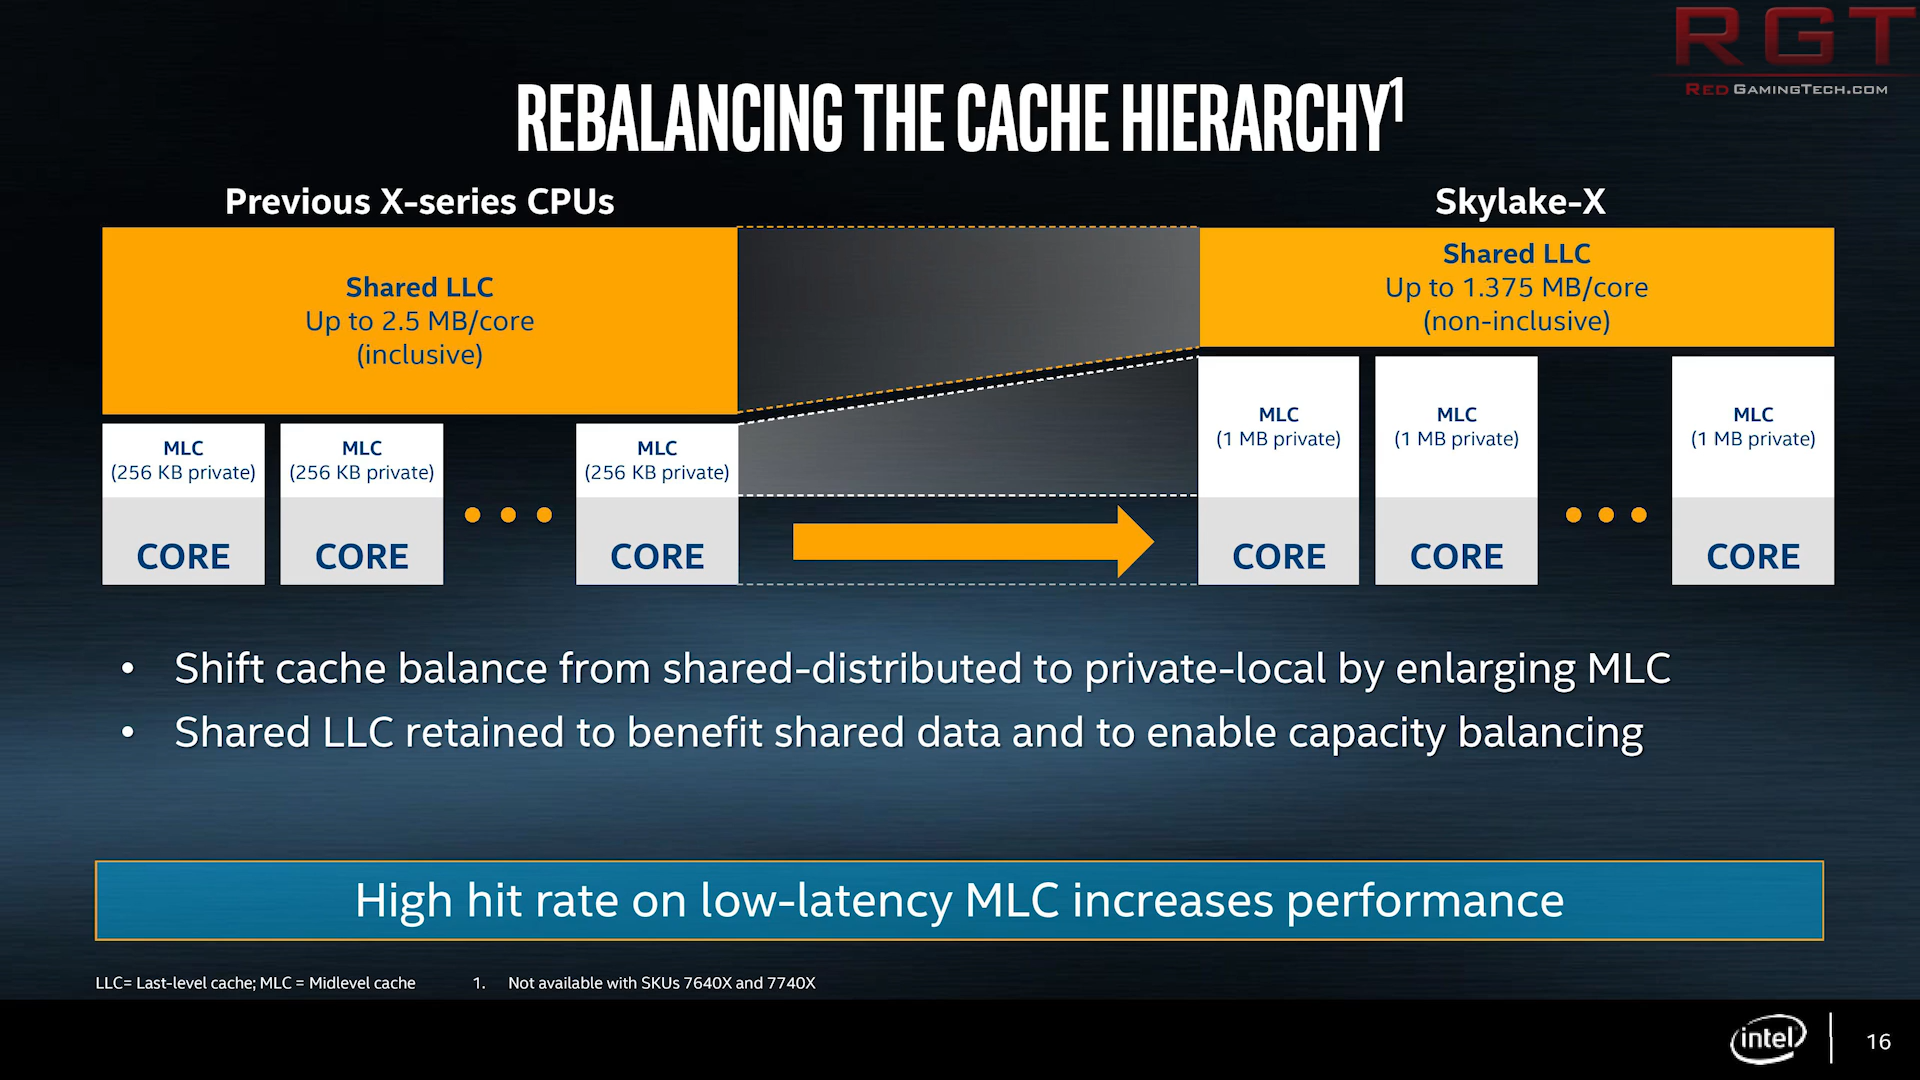 RGT
RED GAMINGTECH.COM
REBALANCING THE CACHE HIERARCHY1
Previous X-series CPUs
Skylake-X
Shared LLC
Up to 2.5 MB/core
(inclusive)
Shared LLC
Up to 1.375 MB/core
(non-inclusive)
MLC
(256 KB private)
CORE
MLC
(256 KB private)
CORE
MLC
(256 KB private)
CORE
MLC
(1 MB private)
CORE
MLC
(1 MB private)
CORE
MLC
(1 MB private)
CORE
• Shift cache balance from shared-distributed to private-local by enlarging MLC
• Shared LLC retained to benefit shared data and to enable capacity balancing
High hit rate on low-latency MLC increases performance
LLC= Last-level cache; MLC = Midlevel cache
1. Not available with SKUs 7640X and 7740X
intel
16